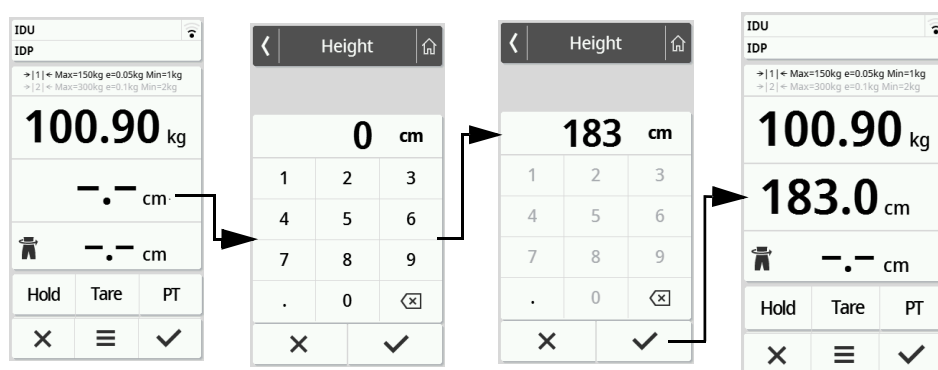 IDU
IDP
→|1|← Max=150kg e=0.05kg Min=1kg
→|2|← Max=300kg e=0.1kg Min=2kg
100.90 kg
-.- cm
-.- cm
Hold Tare PT
Height
0 cm
1 2 3
4 5 6
7 8 9
. 0
Height
183 cm
1 2 3
4 5 6
7 8 9
. 0
IDU
IDP
→|1|← Max=150kg e=0.05kg Min=1kg
→|2|← Max=300kg e=0.1kg Min=2kg
100.90 kg
183.0 cm
-.- cm
Hold Tare PT